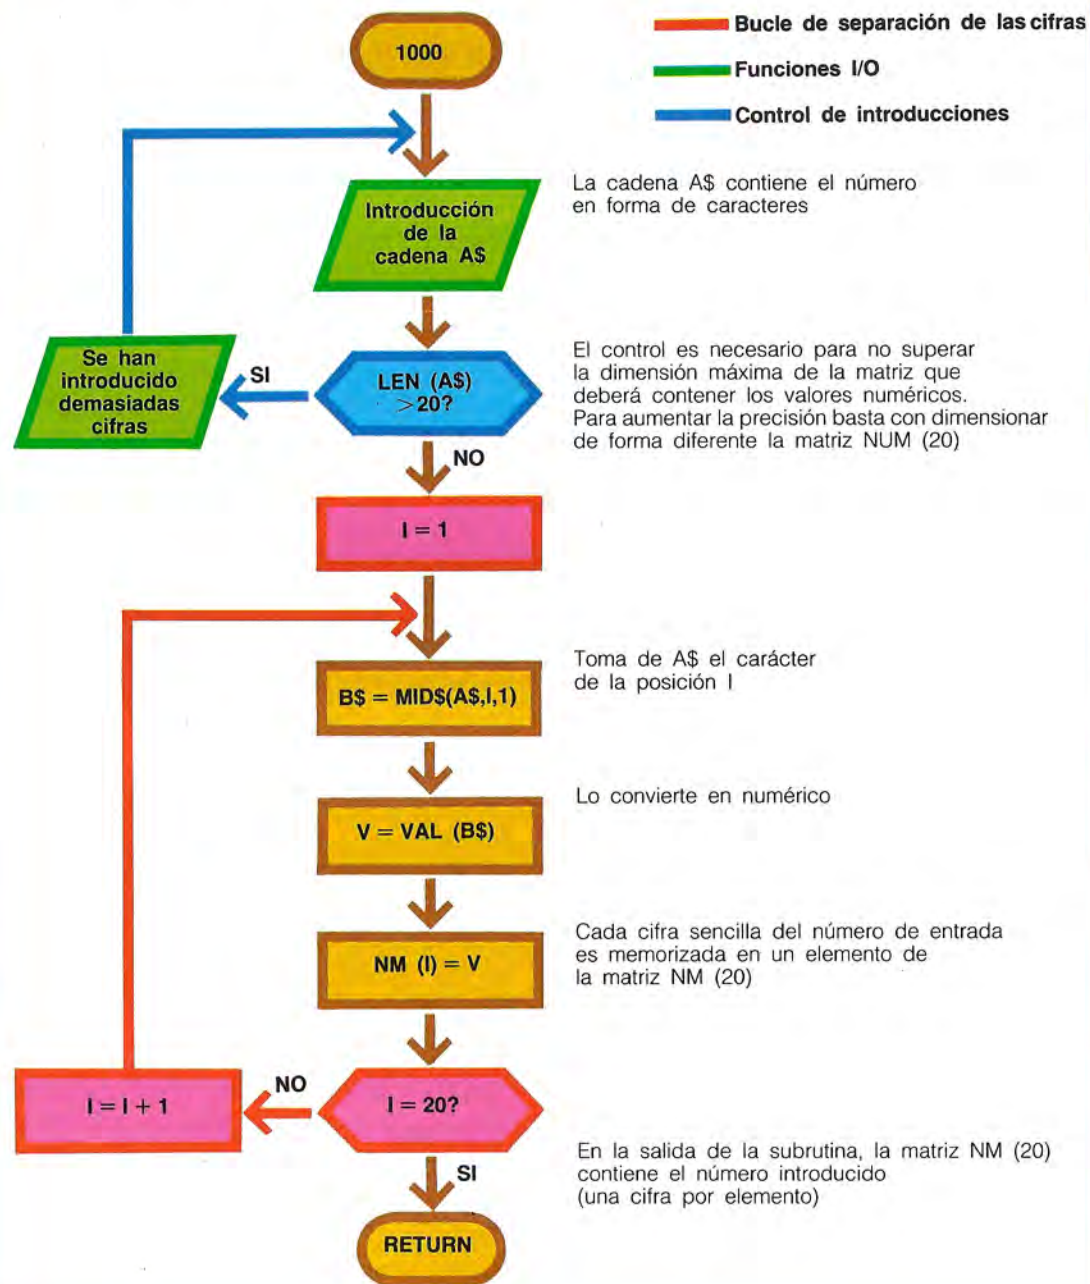 1000
Bucle de separación de las cifras
Funciones I/O
Control de introducciones
Introducción
de la
cadena A$
La cadena A$ contiene el número
en forma de caracteres
Se han
introducido
demasiadas
cifras
SI
LEN (A$)
>20?
El control es necesario para no superar
la dimensión máxima de la matriz que
deberá contener los valores numéricos.
Para aumentar la precisión basta con dimensionar
de forma diferente la matriz NUM (20)
NO
I = 1
B$ = MID$(A$,I,1)
Toma de A$ el carácter
de la posición I
V = VAL (B$)
Lo convierte en numérico
NM (I) = V
Cada cifra sencilla del número de entrada
es memorizada en un elemento de
la matriz NM (20)
I = I + 1
NO
I = 20?
SI
En la salida de la subrutina, la matriz NM (20)
contiene el número introducido
(una cifra por elemento)
RETURN